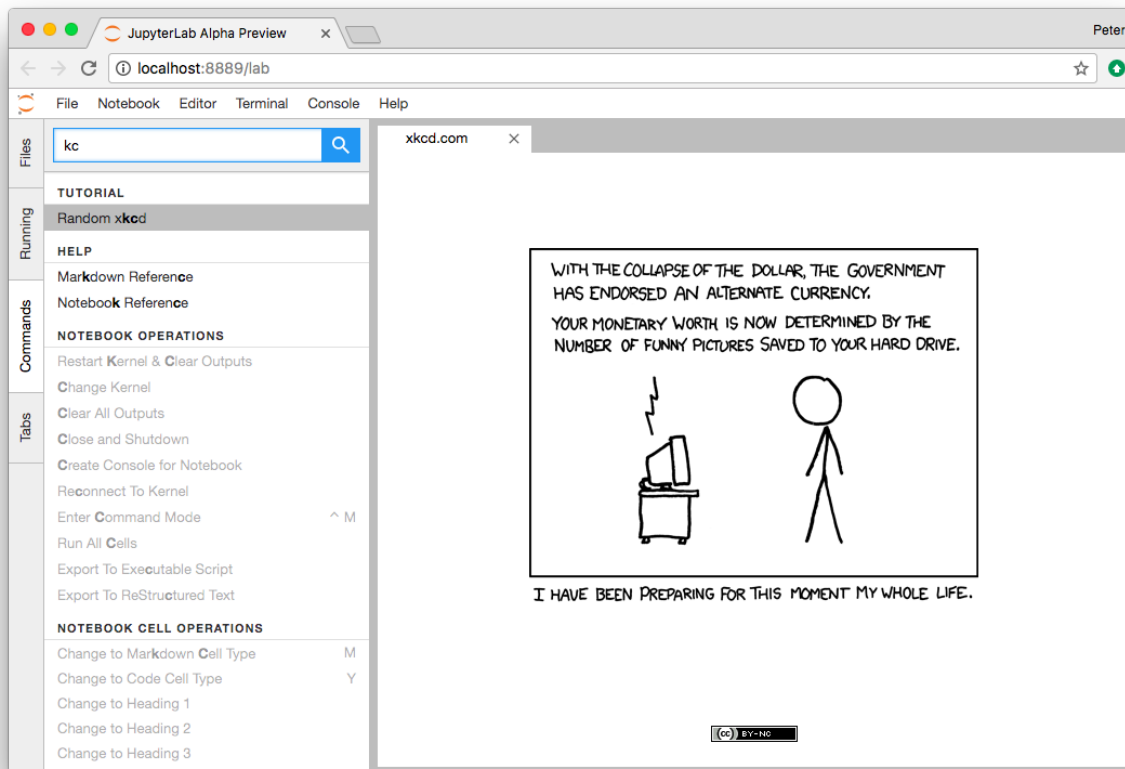 JupyterLab Alpha Preview
Peter
localhost:8889/lab
File Notebook Editor Terminal Console Help
Files
Running
Commands
Tabs
kc
TUTORIAL
Random xkcd
HELP
Markdown Reference
Notebook Reference
NOTEBOOK OPERATIONS
Restart Kernel & Clear Outputs
Change Kernel
Clear All Outputs
Close and Shutdown
Create Console for Notebook
Reconnect To Kernel
Enter Command Mode ^ M
Run All Cells
Export To Executable Script
Export To ReStructured Text
NOTEBOOK CELL OPERATIONS
Change to Markdown Cell Type M
Change to Code Cell Type Y
Change to Heading 1
Change to Heading 2
Change to Heading 3
xkcd.com
WITH THE COLLAPSE OF THE DOLLAR, THE GOVERNMENT
HAS ENDORSED AN ALTERNATE CURRENCY.
YOUR MONETARY WORTH IS NOW DETERMINED BY THE
NUMBER OF FUNNY PICTURES SAVED TO YOUR HARD DRIVE.
I HAVE BEEN PREPARING FOR THIS MOMENT MY WHOLE LIFE.
(cc) BY-NC